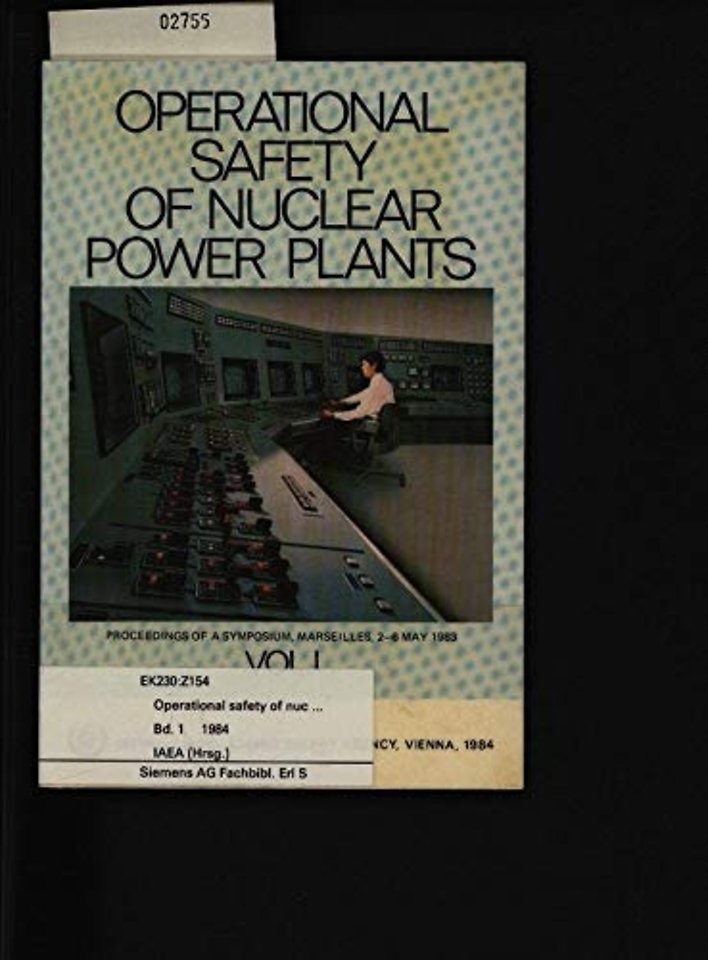 02755
OPERATIONAL
SAFETY
OF NUCLEAR
POWER PLANTS
PROCEEDINGS OF A SYMPOSIUM, MARSEILLES, 2–6 MAY 1983
VOL. I
EK230:Z154
Operational safety of nuc ...
Bd. 1 1984
IAEA (Hrsg.)
NCY, VIENNA, 1984
Siemens AG Fachbibl. Erl S